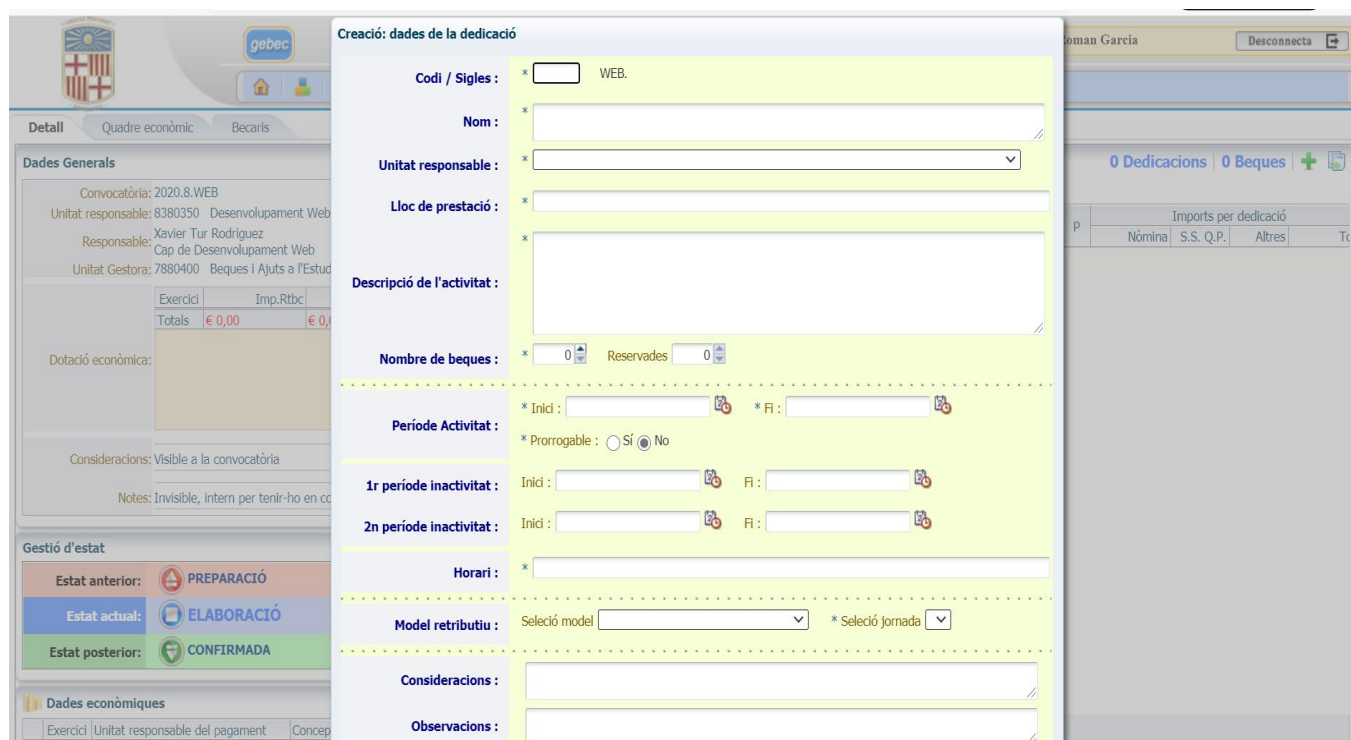 gebec
Roman Garcia
Desconnecta
Detall
Quadre econòmic
Becaris
Dades Generals
Convocatòria: 2020.8.WEB
Unitat responsable: 8380350 Desenvolupament Web
Responsable: Xavier Tur Rodriguez
Cap de Desenvolupament Web
Unitat Gestora: 7880400 Beques i Ajuts a l'Estud
Exercici Imp.Rtbc
Totals € 0,00 € 0,0
Dotació econòmica:
Consideracions: Visible a la convocatòria
Notes: Invisible, intern per tenir-ho en co
Gestió d'estat
Estat anterior: PREPARACIÓ
Estat actual: ELABORACIÓ
Estat posterior: CONFIRMADA
Dades econòmiques
Exercici Unitat responsable del pagament Concep
Creació: dades de la dedicació
Codi / Sigles : * WEB.
Nom : *
Unitat responsable : *
Lloc de prestació : *
Descripció de l'activitat : *
Nombre de beques : * 0 Reservades 0
Període Activitat : * Inici : * Fi :
* Prorrogable : Sí No
1r període inactivitat : Inici : Fi :
2n període inactivitat : Inici : Fi :
Horari : *
Model retributiu : Seleció model * Seleció jornada
Consideracions :
Observacions :
0 Dedicacions 0 Beques
P Imports per dedicació
Nòmina S.S. Q.P. Altres To